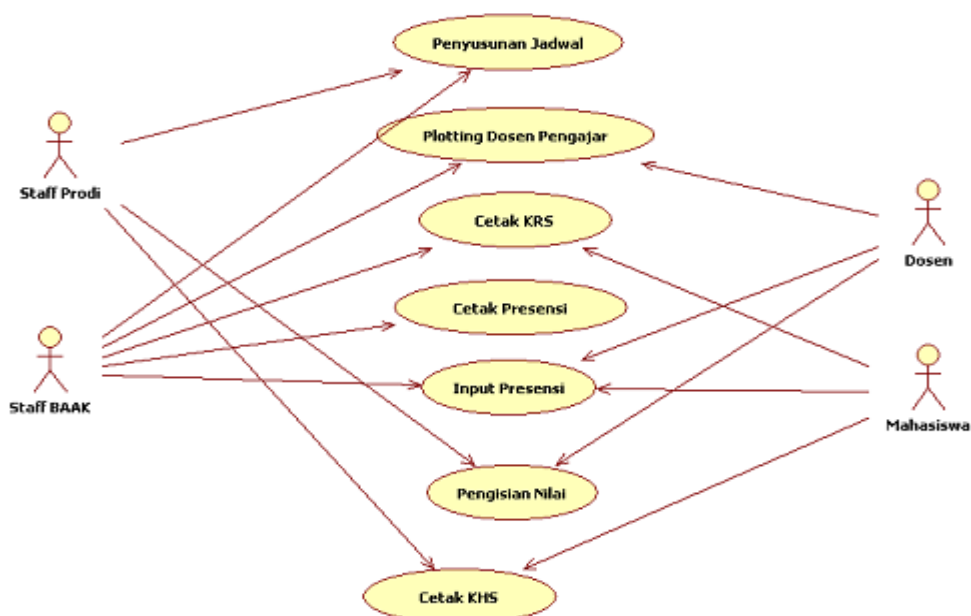 Penyusunan Jadwal
Plotting Dosen Pengajar
Staff Prodi
Cetak KRS
Dosen
Cetak Presensi
Input Presensi
Staff BAAK
Mahasiswa
Pengisian Nilai
Cetak KHS